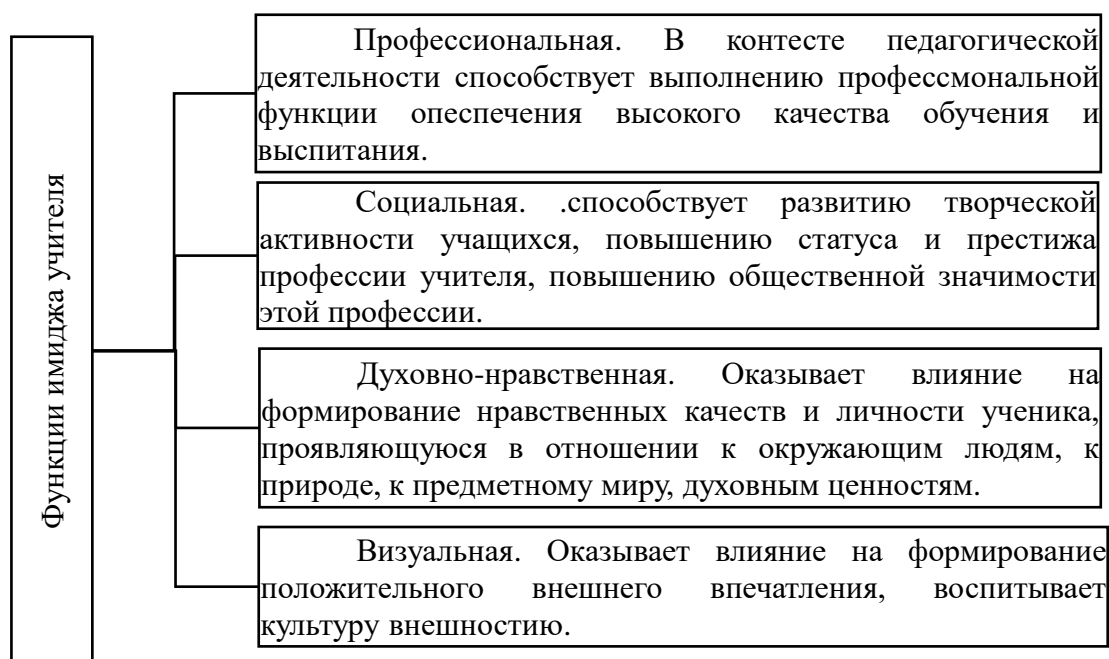 Функции имиджа учителя
Профессиональная. В контесте педагогической
деятельности способствует выполнению профессмональной
функции опеспечения высокого качества обучения и
выспитания.
Социальная. .способствует развитию творческой
активности учащихся, повышению статуса и престижа
профессии учителя, повышению общественной значимости
этой профессии.
Духовно-нравственная. Оказывает влияние на
формирование нравственных качеств и личности ученика,
проявляющуюся в отношении к окружающим людям, к
природе, к предметному миру, духовным ценностям.
Визуальная. Оказывает влияние на формирование
положительного внешнего впечатления, воспитывает
культуру внешностию.